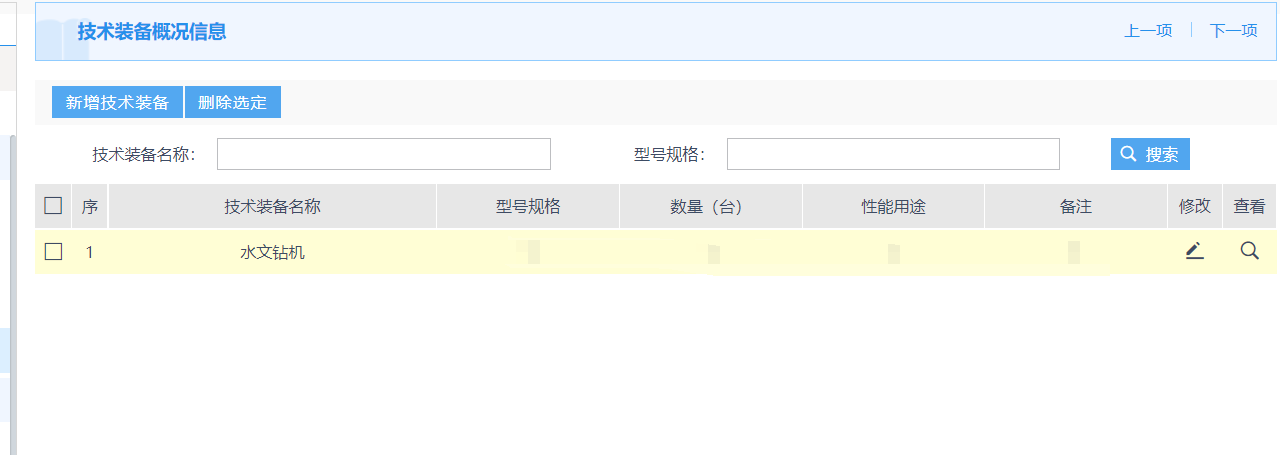 技术装备概况信息
上一项 | 下一项
新增技术装备 删除选定
技术装备名称： 型号规格： 搜索
序 技术装备名称 型号规格 数量（台） 性能用途 备注 修改 查看
1 水文钻机